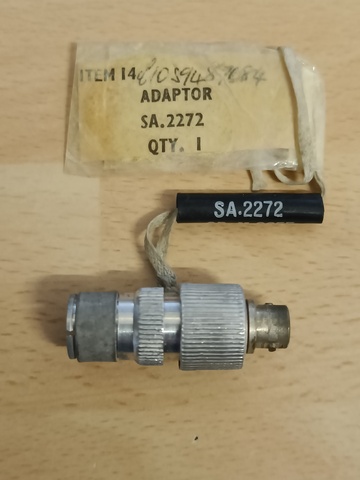 ITEM 14
ADAPTOR
SA.2272
QTY. 1
SA.2272